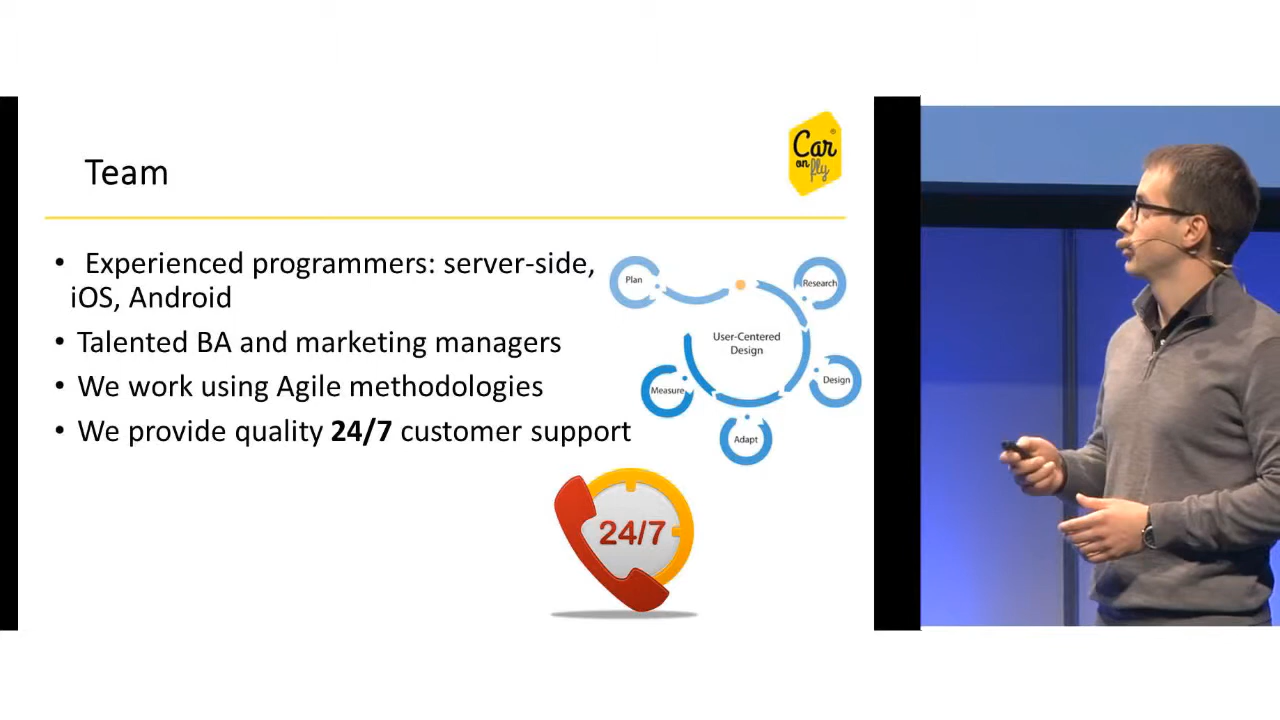 Team
Car
on fly
®
• Experienced programmers: server-side,
iOS, Android
• Talented BA and marketing managers
• We work using Agile methodologies
• We provide quality 24/7 customer support
Plan
Research
User-Centered
Design
Measure
Design
Adapt
24/7